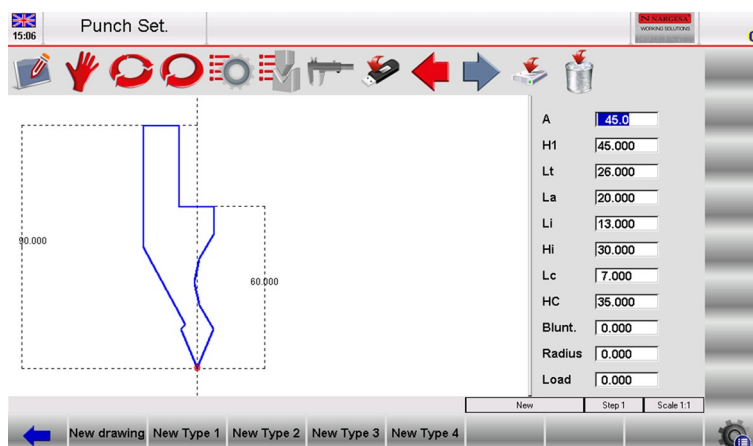 15:06
Punch Set.
N NARGESA
WORKING SOLUTIONS
A 45.0
H1 45.000
Lt 26.000
La 20.000
Li 13.000
Hi 30.000
Lc 7.000
HC 35.000
Blunt. 0.000
Radius 0.000
Load 0.000
90.000
60.000
New Step 1 Scale 1:1
New drawing New Type 1 New Type 2 New Type 3 New Type 4